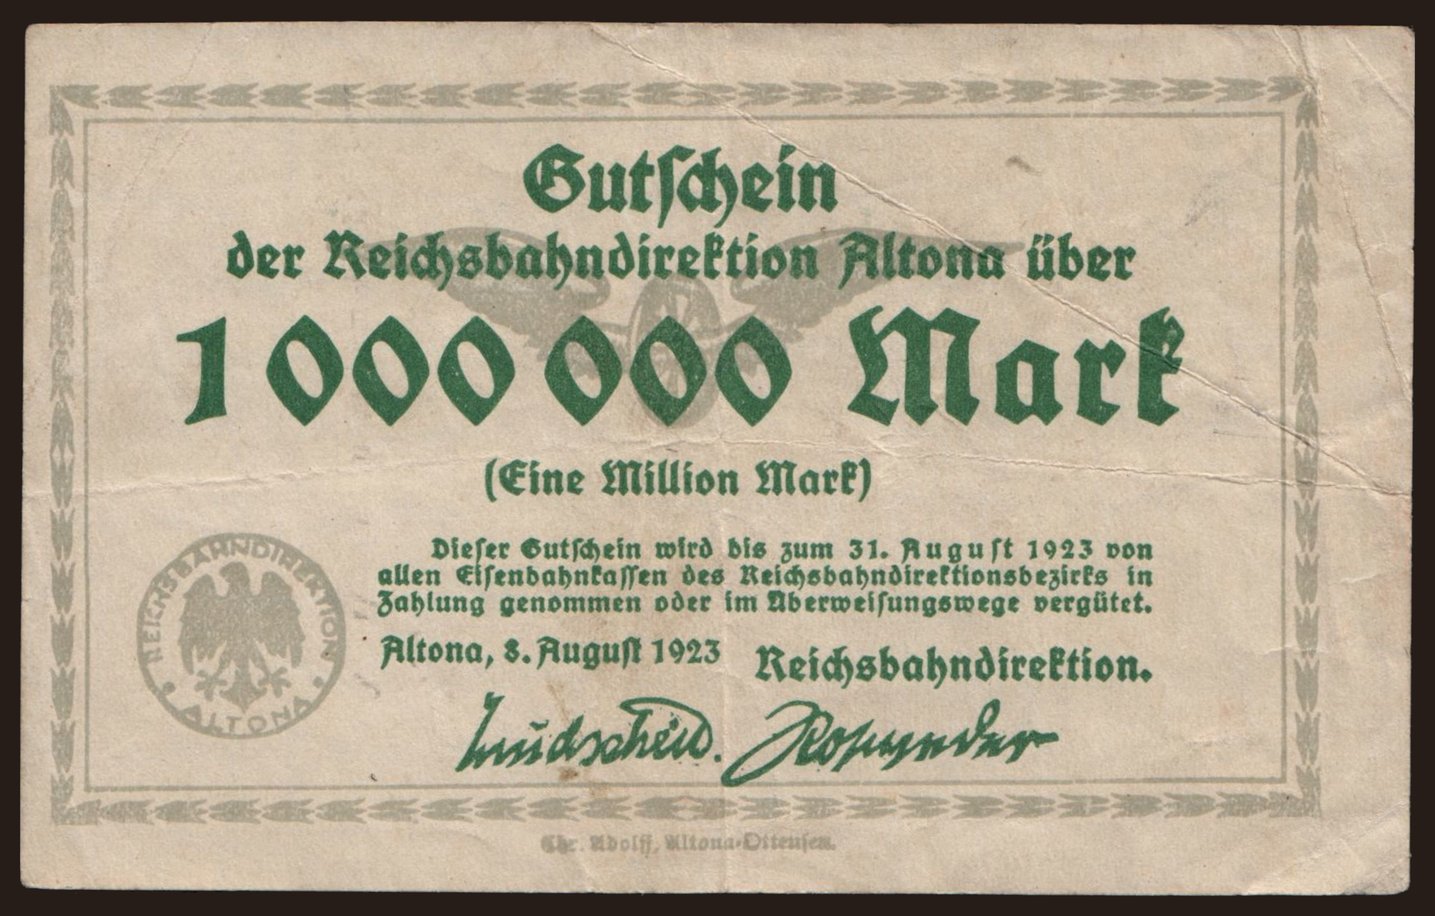 Gutschein
der Reichsbahndirektion Altona über
1 000 000 Mark
(Eine Million Mark)
Dieser Gutschein wird bis zum 31. August 1923 von
allen Eisenbahnkassen des Reichsbahndirektionsbezirks in
Zahlung genommen oder im Überweisungswege vergütet.
Altona, 8. August 1923
Reichsbahndirektion.
REICHSBAHNDIREKTION
ALTONA
Chr. Adolff, Altona-Ottensen.